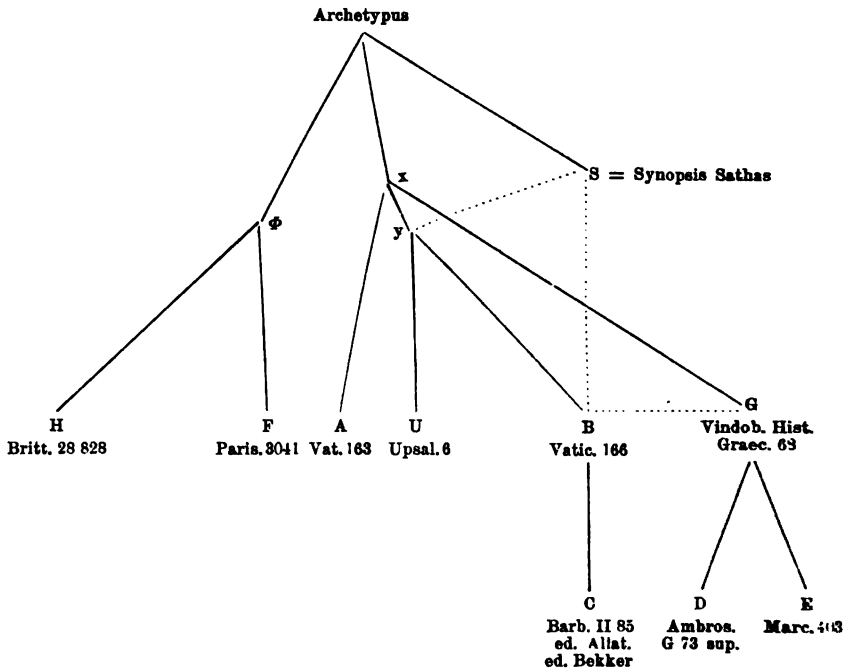 Archetypus
S = Synopsis Sathas
x
Φ
y
H
Britt. 28 828
F
Paris. 3041
A
Vat. 163
U
Upsal. 6
B
Vatic. 166
G
Vindob. Hist.
Graec. 68
C
Barb. II 85
ed. Allat.
ed. Bekker
D
Ambros.
G 73 sup.
E
Marc.